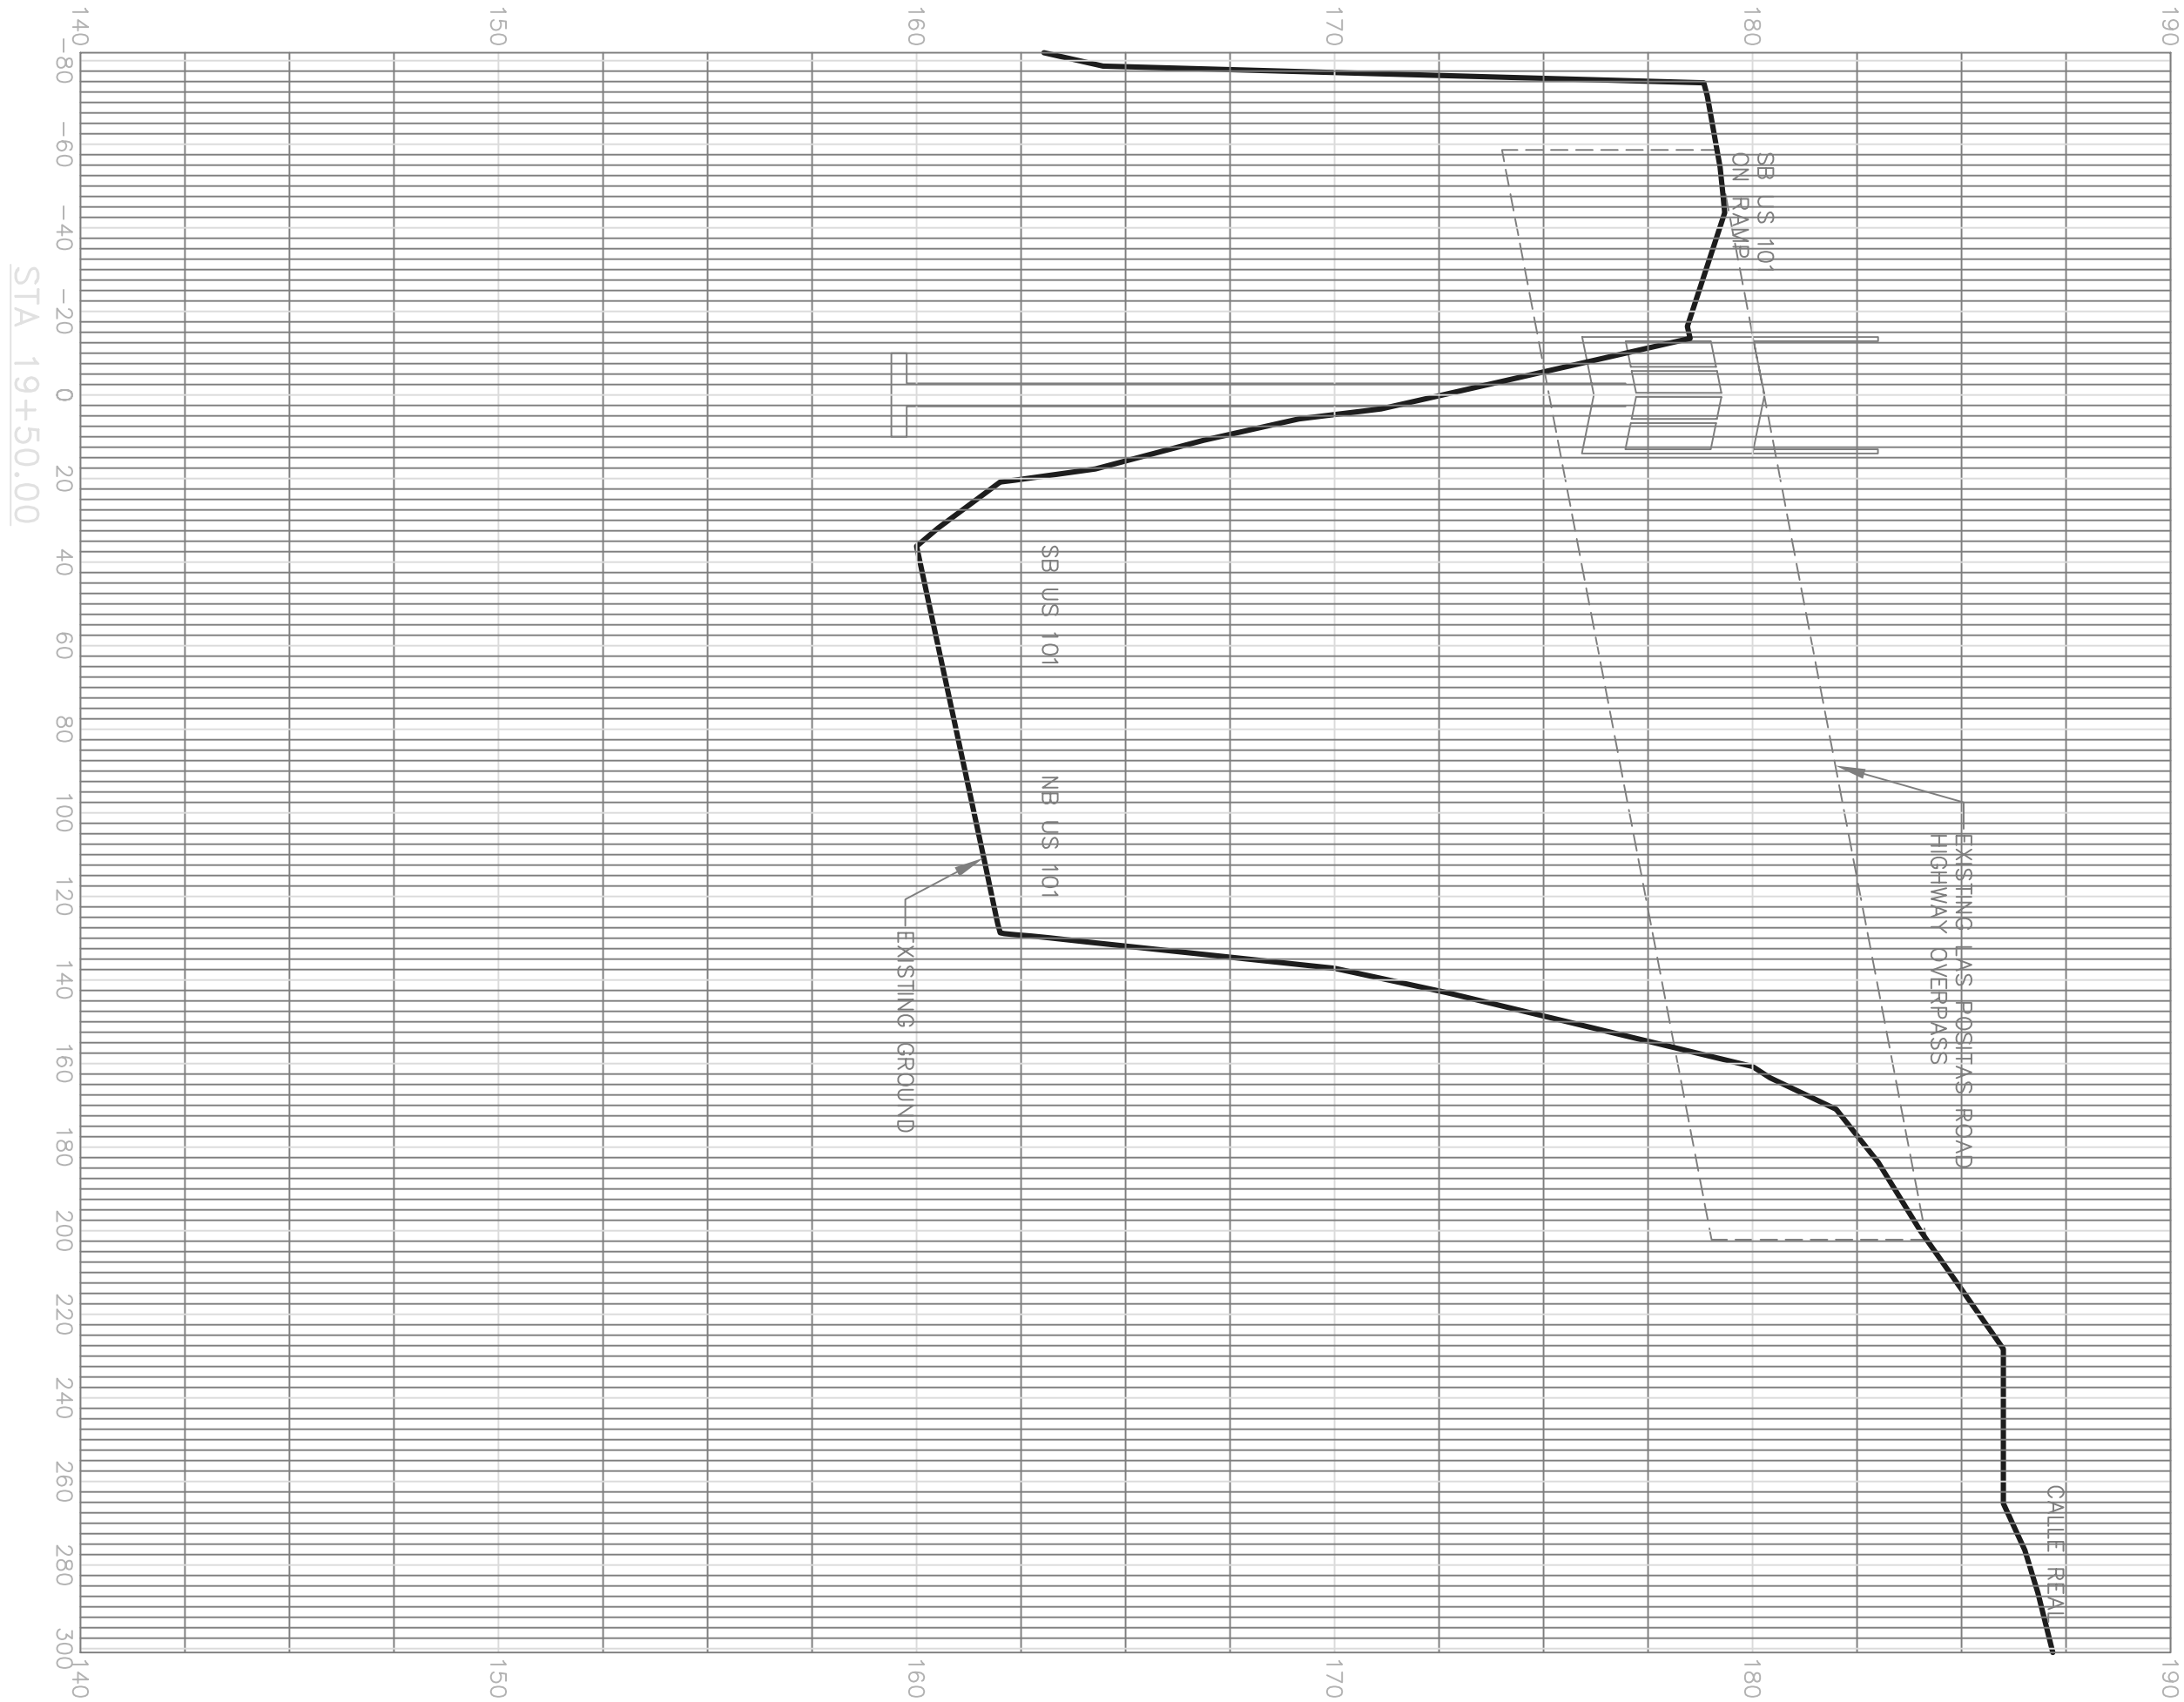 190 190
CALLE REAL
EXISTING LAS POSITAS ROAD
HIGHWAY OVERPASS
SB US 101
ON RAMP
180 180
170 170
SB US 101 NB US 101
160 160
EXISTING GROUND
150 150
140 140
-80 -60 -40 -20 0 20 40 60 80 100 120 140 160 180 200 220 240 260 280 300
STA 19+50.00